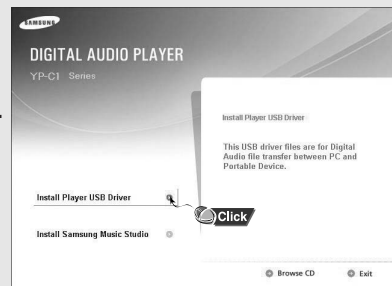 SAMSUNG
DIGITAL AUDIO PLAYER
YP-C1 Series
Install Player USB Driver
This USB driver files are for Digital
Audio file transfer between PC and
Portable Device.
Install Player USB Driver
Click
Install Samsung Music Studio
Browse CD
Exit